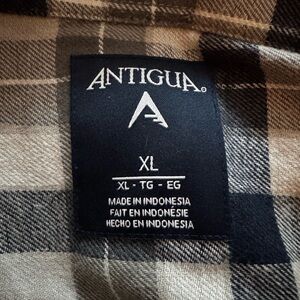 ANTIGUA
XL
XL - TG - EG
MADE IN INDONESIA
FAIT EN INDONÉSIE
HECHO EN INDONESIA